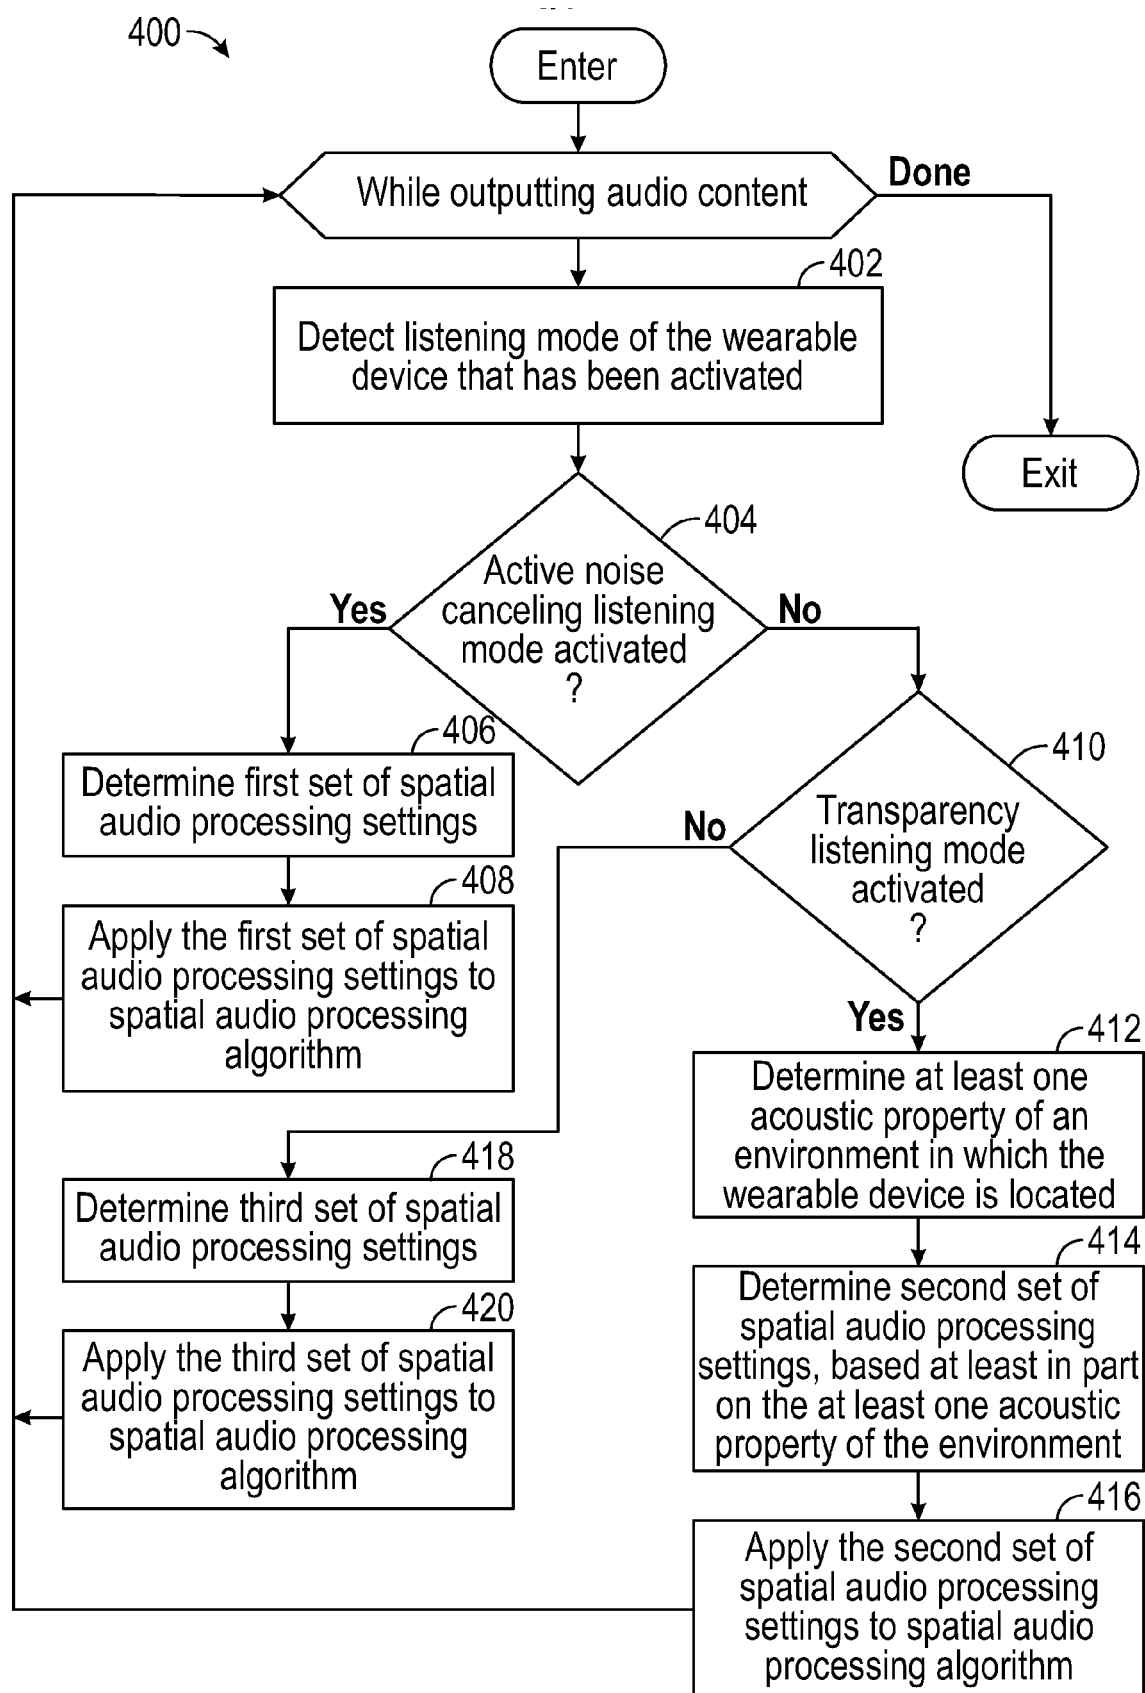 400
Enter
While outputting audio content
Done
402
Detect listening mode of the wearable
device that has been activated
Exit
404
Active noise
canceling listening
mode activated
?
Yes
No
406
Determine first set of spatial
audio processing settings
408
Apply the first set of spatial
audio processing settings to
spatial audio processing
algorithm
410
Transparency
listening mode
activated
?
No
Yes
412
Determine at least one
acoustic property of an
environment in which the
wearable device is located
414
Determine second set of
spatial audio processing
settings, based at least in part
on the at least one acoustic
property of the environment
416
Apply the second set of
spatial audio processing
settings to spatial audio
processing algorithm
418
Determine third set of spatial
audio processing settings
420
Apply the third set of spatial
audio processing settings to
spatial audio processing
algorithm